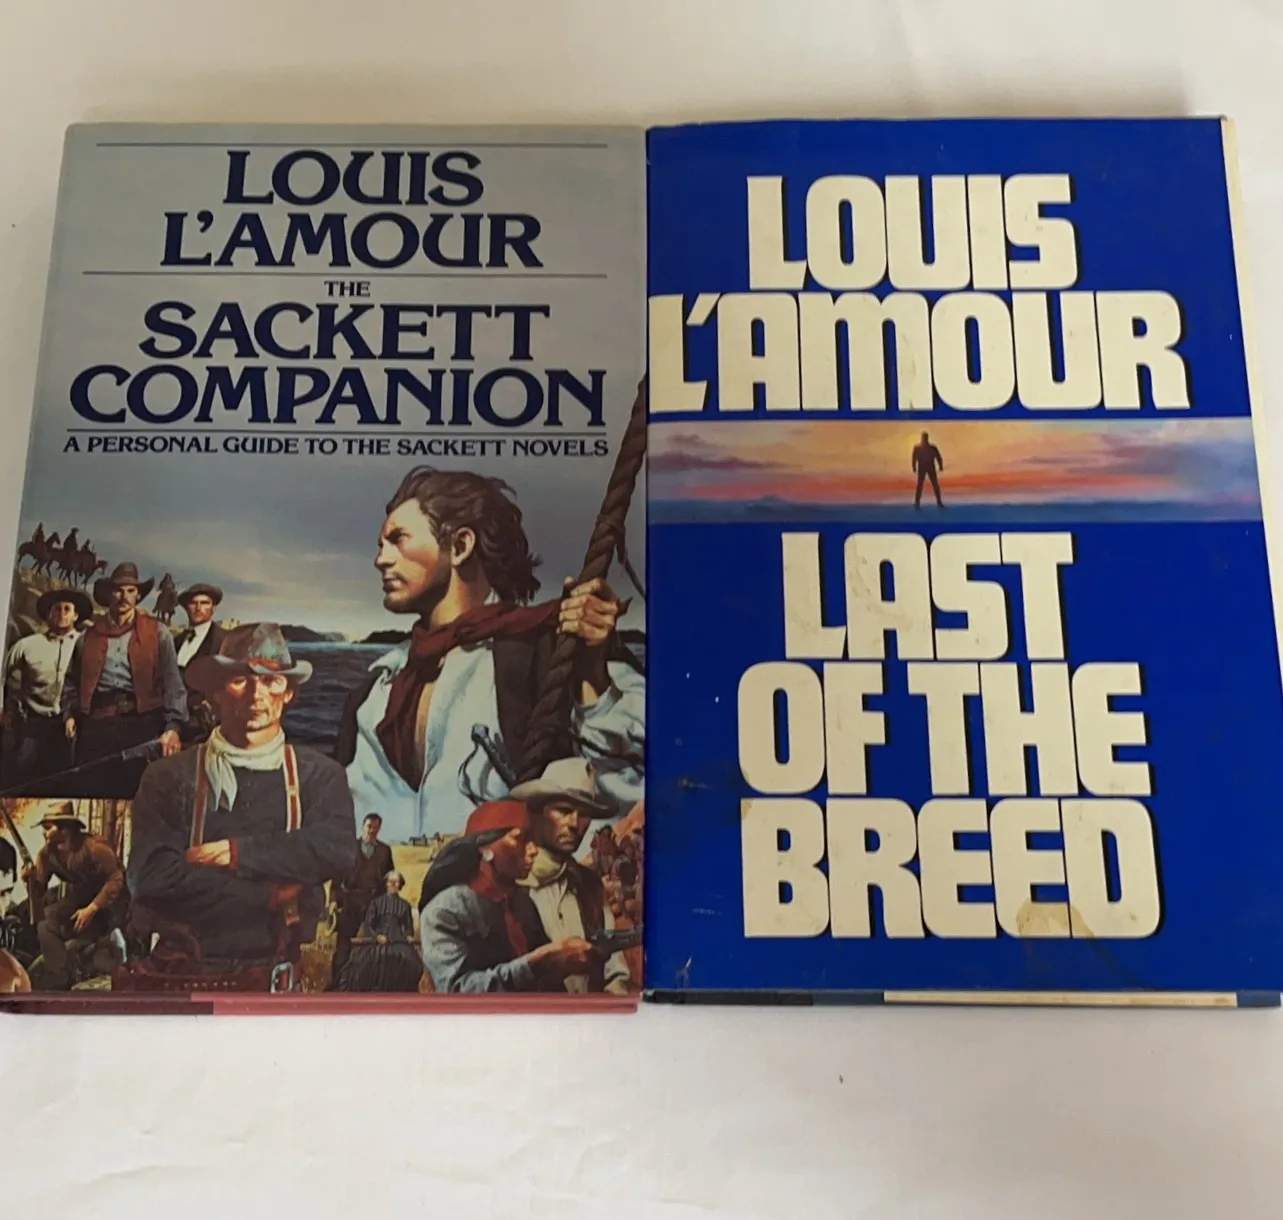 LOUIS
L'AMOUR
THE
SACKETT
COMPANION
A PERSONAL GUIDE TO THE SACKETT NOVELS
LOUIS
L'AMOUR
LAST
OF THE
BREED